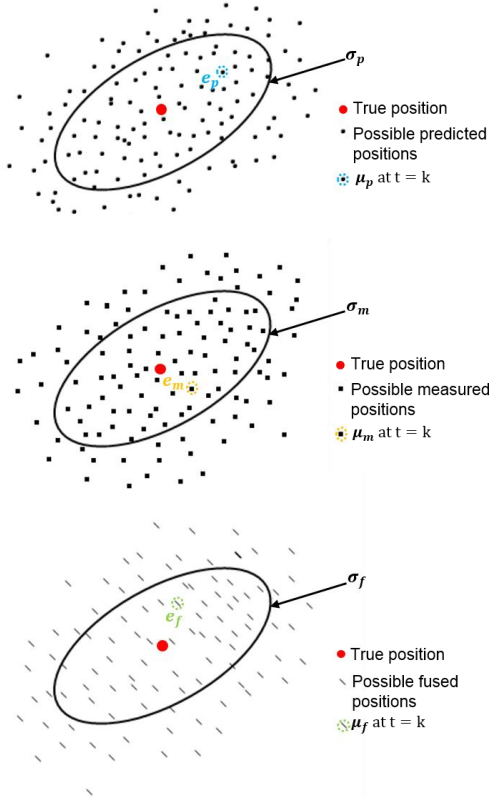 σp
ep
True position
Possible predicted
positions
μp at t = k
σm
em
True position
Possible measured
positions
μm at t = k
σf
ef
True position
Possible fused
positions
μf at t = k